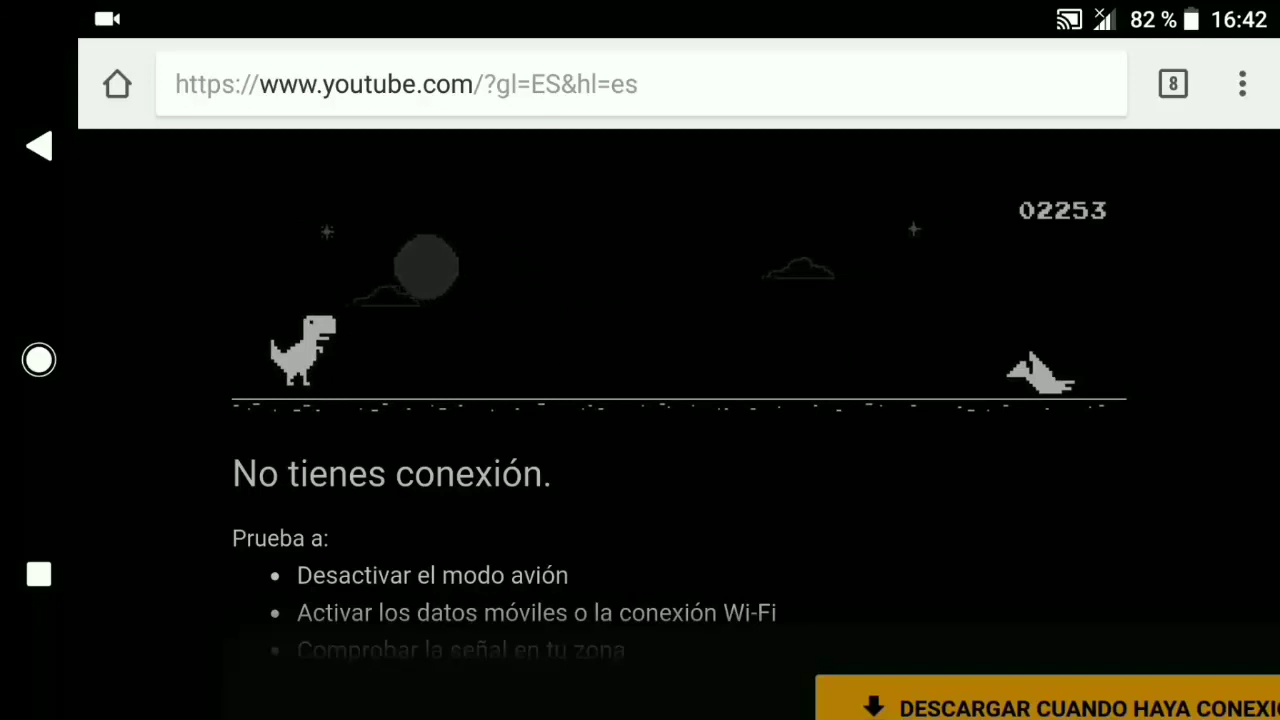 82 % 16:42
https://www.youtube.com/?gl=ES&hl=es
8
02253
No tienes conexión.
Prueba a:
• Desactivar el modo avión
• Activar los datos móviles o la conexión Wi-Fi
• Comprobar la señal en tu zona
DESCARGAR CUANDO HAYA CONEXI